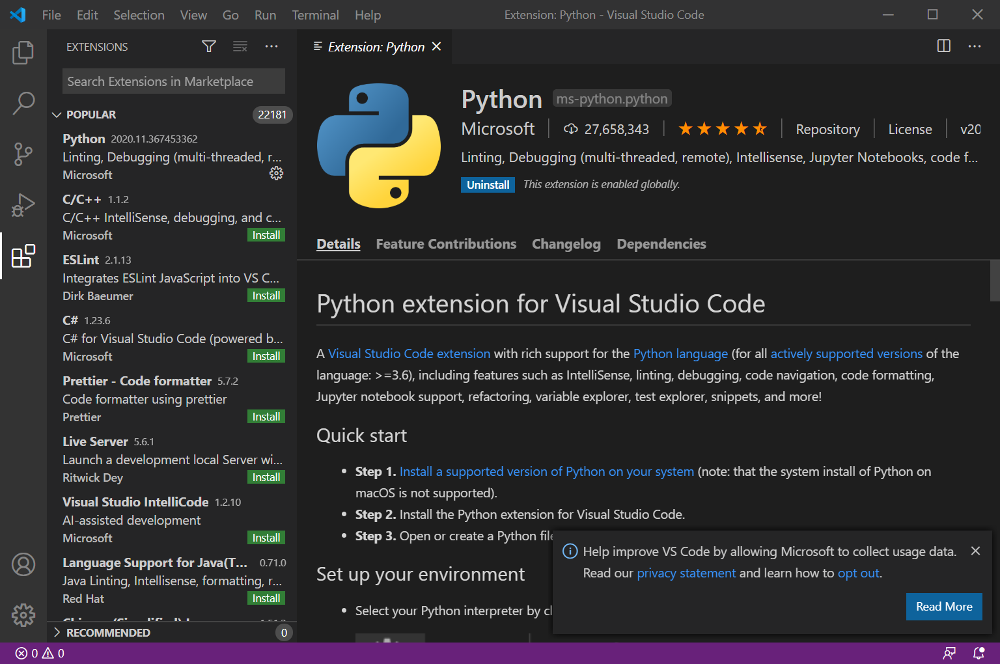 File Edit Selection View Go Run Terminal Help Extension: Python - Visual Studio Code
EXTENSIONS
Search Extensions in Marketplace
POPULAR 22181
Python 2020.11.367453362
Linting, Debugging (multi-threaded, r...
Microsoft
C/C++ 1.1.2
C/C++ IntelliSense, debugging, and c...
Microsoft Install
ESLint 2.1.13
Integrates ESLint JavaScript into VS C...
Dirk Baeumer Install
C# 1.23.6
C# for Visual Studio Code (powered b...
Microsoft Install
Prettier - Code formatter 5.7.2
Code formatter using prettier
Prettier Install
Live Server 5.6.1
Launch a development local Server wi...
Ritwick Dey Install
Visual Studio IntelliCode 1.2.10
AI-assisted development
Microsoft Install
Language Support for Java(T... 0.71.0
Java Linting, Intellisense, formatting, r...
Red Hat Install
RECOMMENDED 0
Extension: Python
Python ms-python.python
Microsoft 27,658,343 Repository License v20
Linting, Debugging (multi-threaded, remote), Intellisense, Jupyter Notebooks, code f...
Uninstall This extension is enabled globally.
Details Feature Contributions Changelog Dependencies
Python extension for Visual Studio Code
A Visual Studio Code extension with rich support for the Python language (for all actively supported versions of the
language: >=3.6), including features such as IntelliSense, linting, debugging, code navigation, code formatting,
Jupyter notebook support, refactoring, variable explorer, test explorer, snippets, and more!
Quick start
• Step 1. Install a supported version of Python on your system (note: that the system install of Python on
macOS is not supported).
• Step 2. Install the Python extension for Visual Studio Code.
• Step 3. Open or create a Python file
Set up your environment
• Select your Python interpreter by cl
Help improve VS Code by allowing Microsoft to collect usage data.
Read our privacy statement and learn how to opt out.
Read More
0 0